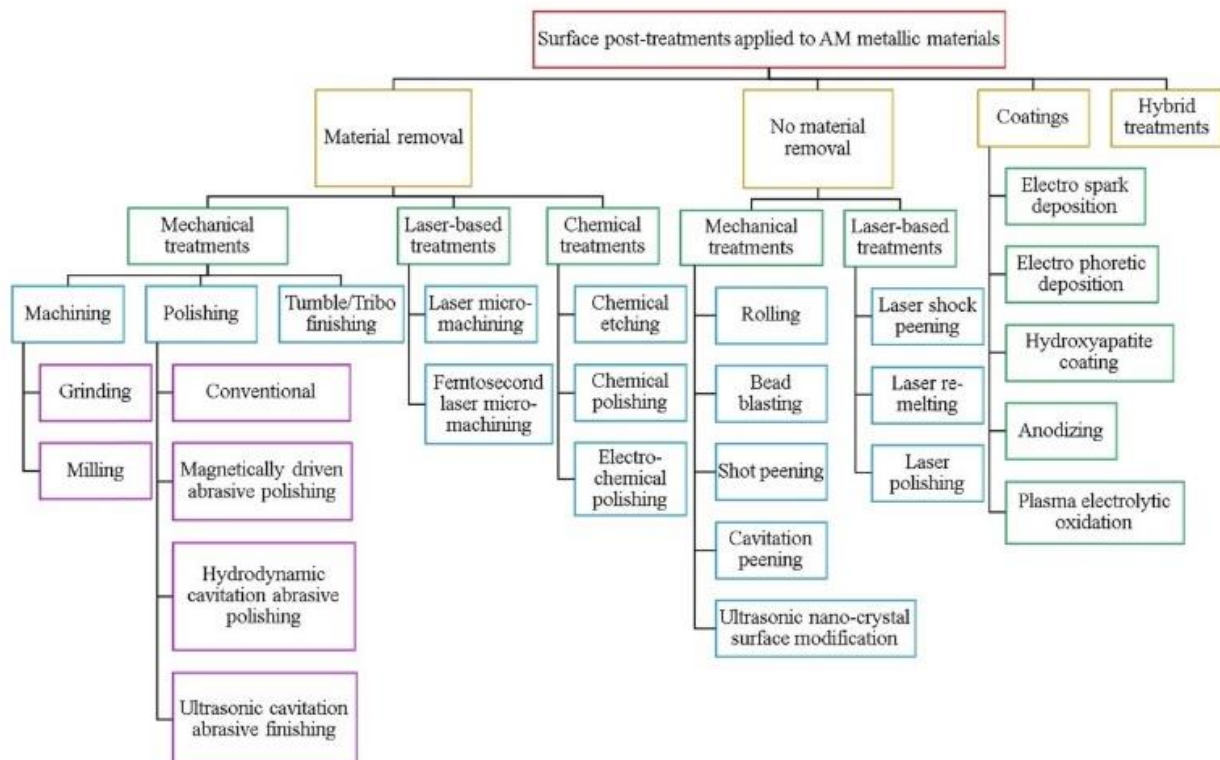 Surface post-treatments applied to AM metallic materials
Material removal
No material
removal
Coatings
Hybrid
treatments
Mechanical
treatments
Laser-based
treatments
Chemical
treatments
Mechanical
treatments
Laser-based
treatments
Electro spark
deposition
Electro phoretic
deposition
Hydroxyapatite
coating
Anodizing
Plasma electrolytic
oxidation
Machining
Polishing
Tumble/Tribo
finishing
Grinding
Milling
Conventional
Magnetically driven
abrasive polishing
Hydrodynamic
cavitation abrasive
polishing
Ultrasonic cavitation
abrasive finishing
Laser micro-
machining
Femtosecond
laser micro-
machining
Chemical
etching
Chemical
polishing
Electro-
chemical
polishing
Rolling
Bead
blasting
Shot peening
Cavitation
peening
Ultrasonic nano-crystal
surface modification
Laser shock
peening
Laser re-
melting
Laser
polishing